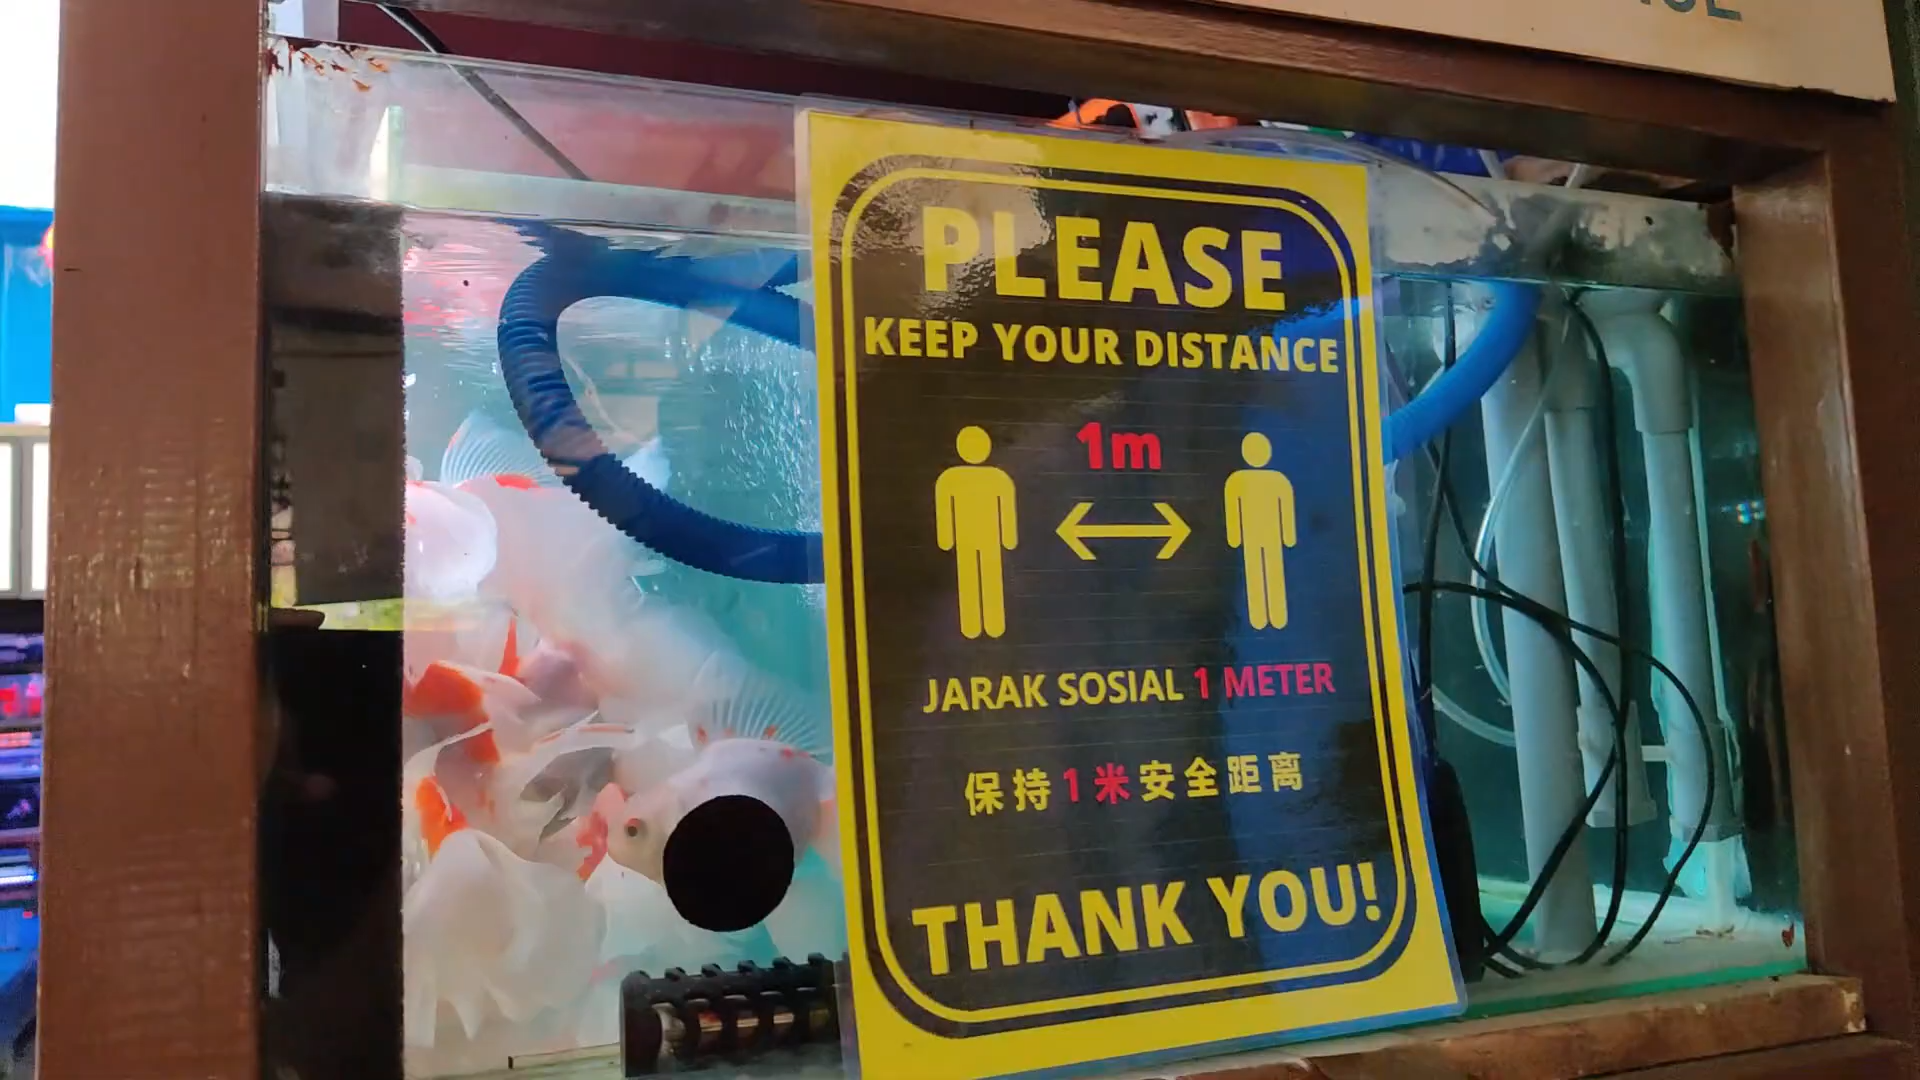 PLEASE
KEEP YOUR DISTANCE
1m
JARAK SOSIAL 1 METER
保持1米安全距离
THANK YOU!